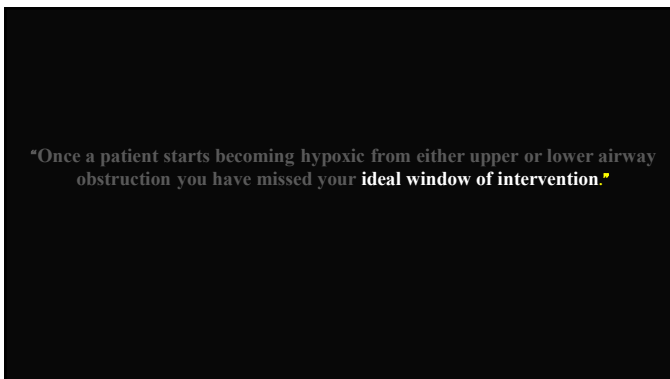 “Once a patient starts becoming hypoxic from either upper or lower airway
obstruction you have missed your ideal window of intervention.”